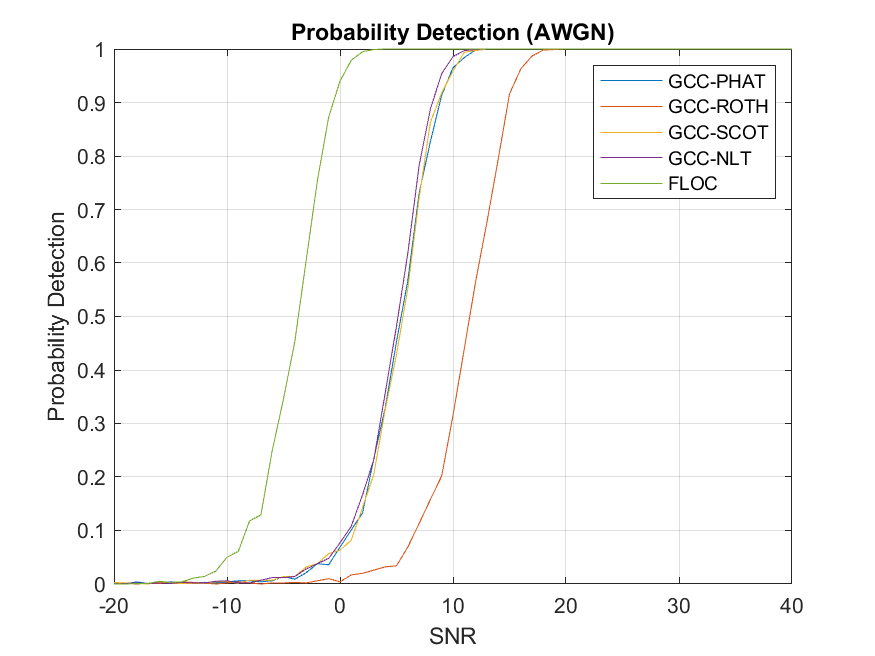 Probability Detection (AWGN)
1
0.9
0.8
0.7
0.6
0.5
0.4
0.3
0.2
0.1
0
Probability Detection
GCC-PHAT
GCC-ROTH
GCC-SCOT
GCC-NLT
FLOC
-20 -10 0 10 20 30 40
SNR